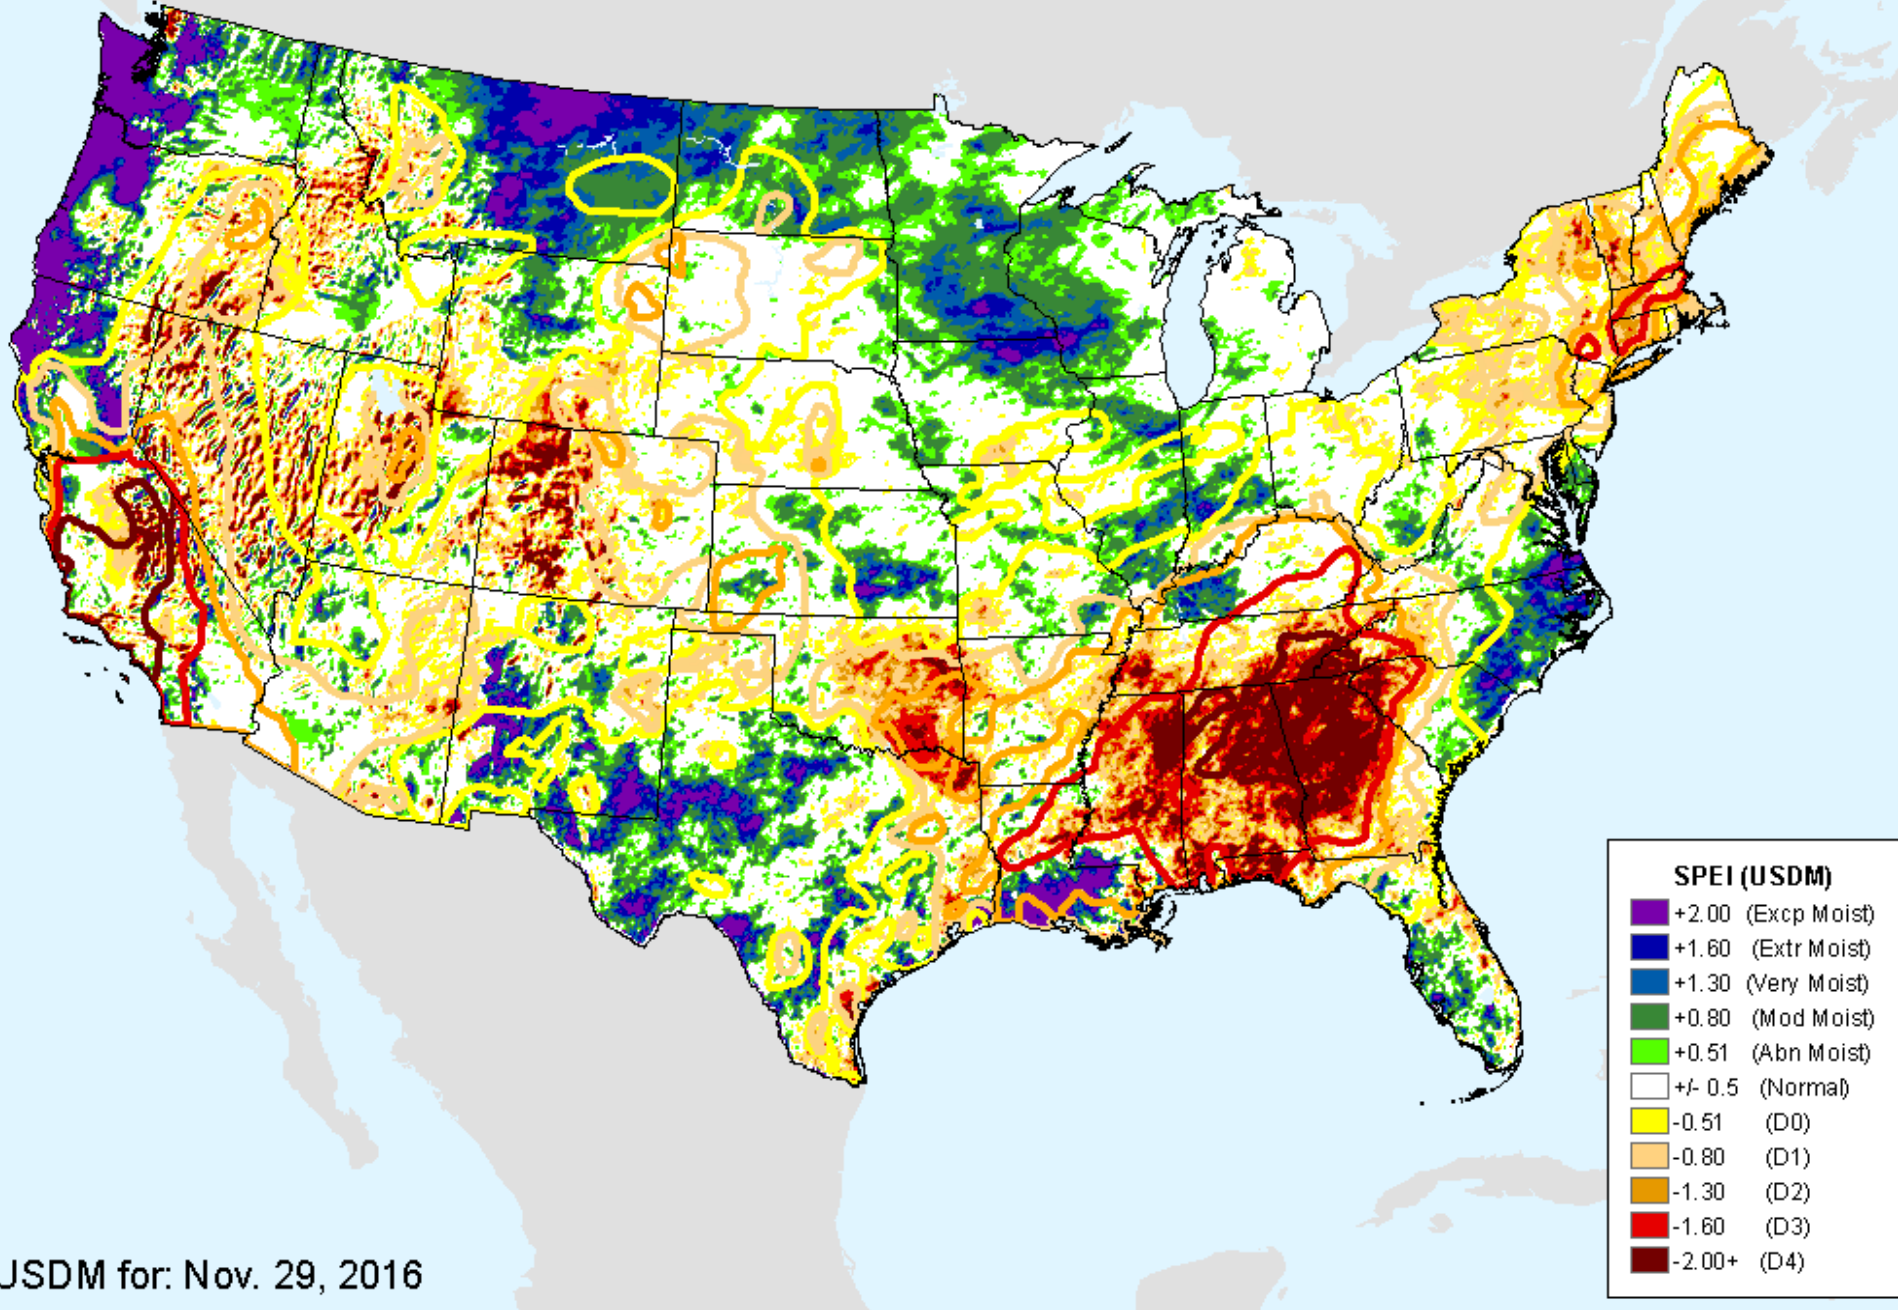 SPEI (USDM)
+2.00 (Excp Moist)
+1.60 (Extr Moist)
+1.30 (Very Moist)
+0.80 (Mod Moist)
+0.51 (Abn Moist)
+/- 0.5 (Normal)
-0.51 (D0)
-0.80 (D1)
-1.30 (D2)
-1.60 (D3)
-2.00+ (D4)
USDM for: Nov. 29, 2016